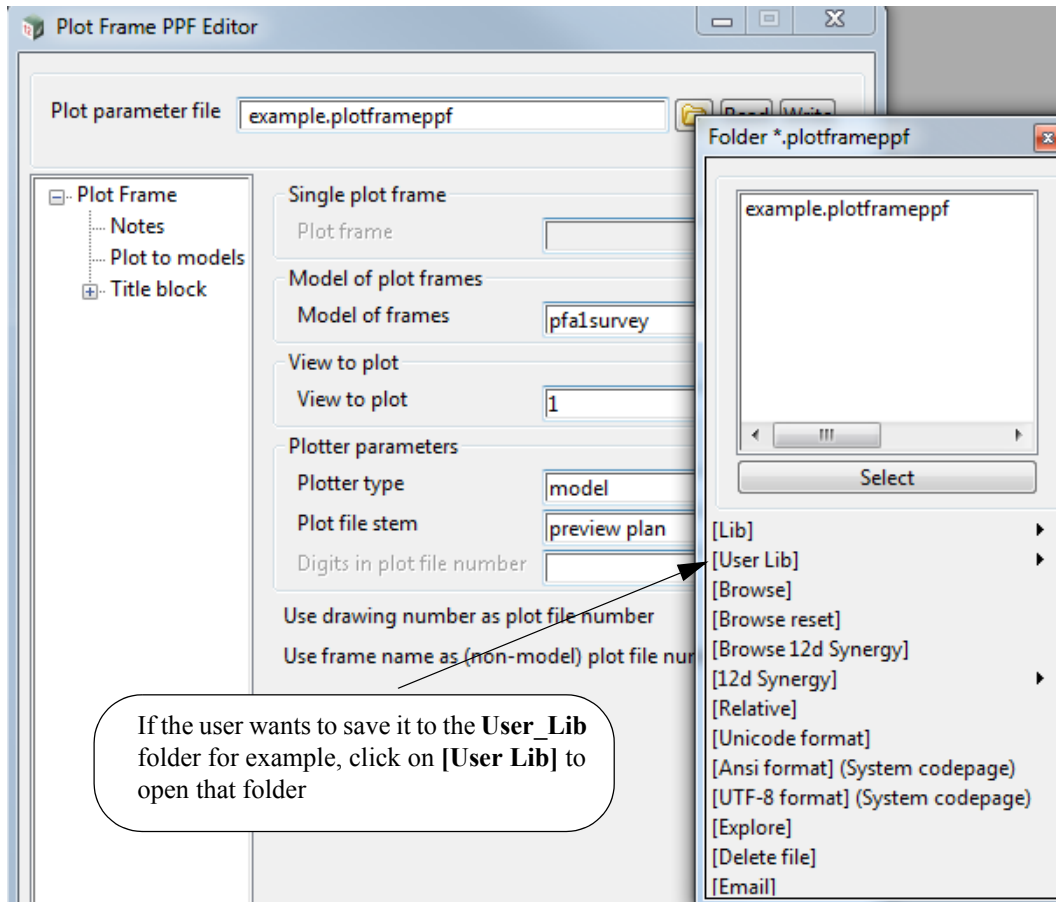 Plot Frame PPF Editor
Plot parameter file
example.plotframeppf
Read
Write
Plot Frame
Notes
Plot to models
Title block
Single plot frame
Plot frame
Model of plot frames
Model of frames
pfa1survey
View to plot
View to plot
1
Plotter parameters
Plotter type
model
Plot file stem
preview plan
Digits in plot file number
Use drawing number as plot file number
Use frame name as (non-model) plot file nur
If the user wants to save it to the User_Lib
folder for example, click on [User Lib] to
open that folder
Folder *.plotframeppf
example.plotframeppf
Select
[Lib]
[User Lib]
[Browse]
[Browse reset]
[Browse 12d Synergy]
[12d Synergy]
[Relative]
[Unicode format]
[Ansi format] (System codepage)
[UTF-8 format] (System codepage)
[Explore]
[Delete file]
[Email]